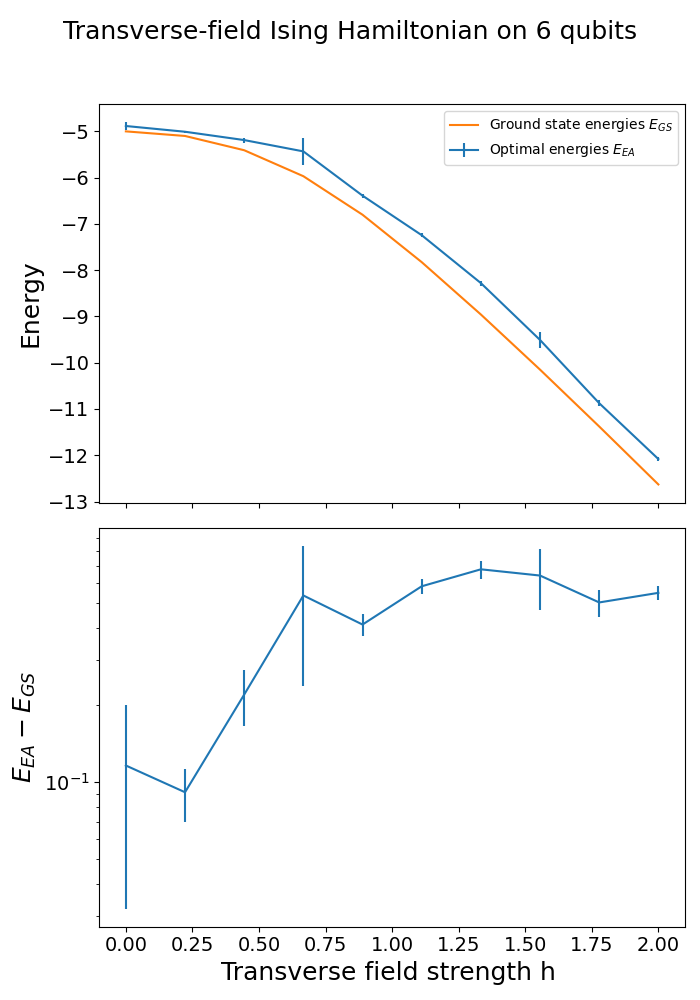 Transverse-field Ising Hamiltonian on 6 qubits
Ground state energies E_{GS}
Optimal energies E_{EA}
Energy
−5
−6
−7
−8
−9
−10
−11
−12
−13
E_{EA} − E_{GS}
10^{−1}
0.00 0.25 0.50 0.75 1.00 1.25 1.50 1.75 2.00
Transverse field strength h